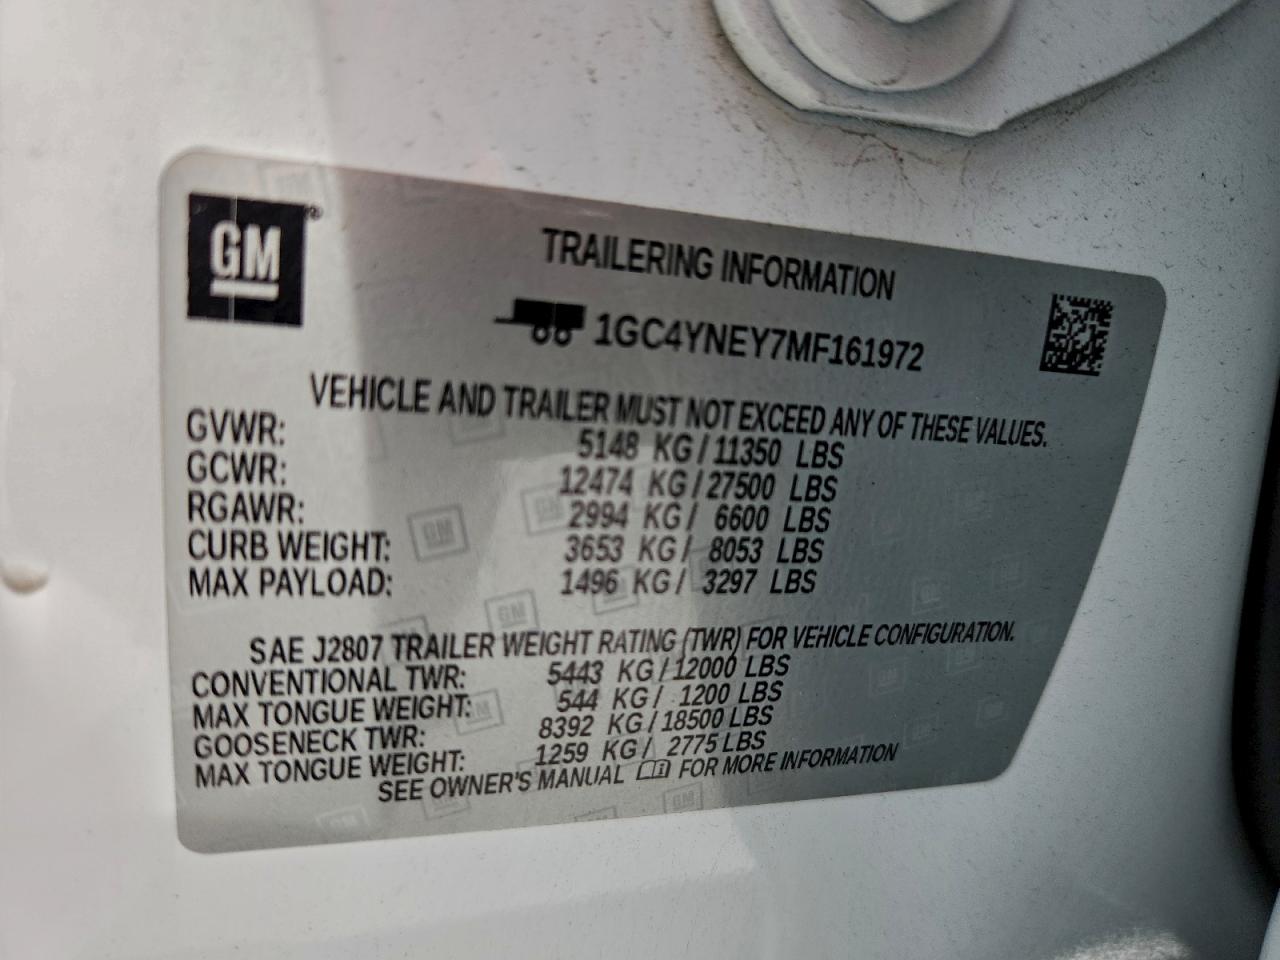 GM®
TRAILERING INFORMATION
1GC4YNEY7MF161972
VEHICLE AND TRAILER MUST NOT EXCEED ANY OF THESE VALUES.
GVWR: 5148 KG / 11350 LBS
GCWR: 12474 KG / 27500 LBS
RGAWR: 2994 KG / 6600 LBS
CURB WEIGHT: 3653 KG / 8053 LBS
MAX PAYLOAD: 1496 KG / 3297 LBS
SAE J2807 TRAILER WEIGHT RATING (TWR) FOR VEHICLE CONFIGURATION.
CONVENTIONAL TWR: 5443 KG / 12000 LBS
MAX TONGUE WEIGHT: 544 KG / 1200 LBS
GOOSENECK TWR: 8392 KG / 18500 LBS
MAX TONGUE WEIGHT: 1259 KG / 2775 LBS
SEE OWNER'S MANUAL FOR MORE INFORMATION